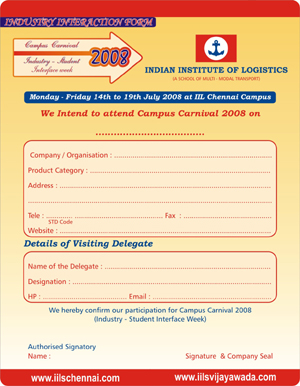 INDUSTRY INTERACTION FORM
Campus Carnival
Industry - Student
Interface week
2008
INDIAN INSTITUTE OF LOGISTICS
(A SCHOOL OF MULTI - MODAL TRANSPORT)
Monday - Friday 14th to 19th July 2008 at IIL Chennai Campus
We Intend to attend Campus Carnival 2008 on
..................................
Company / Organisation : ..........................................................
Product Category : ..................................................................
Address : ................................................................................
..............................................................................................
Tele : ............ ................................ Fax : ..............................
STD Code
Website : ...............................................................................
Details of Visiting Delegate
Name of the Delegate : ............................................................
Designation : ...........................................................................
HP : ............................... Email : .........................................
We hereby confirm our participation for Campus Carnival 2008
(Industry - Student Interface Week)
Authorised Signatory
Name : Signature & Company Seal
www.iilschennai.com www.iilsvijayawada.com